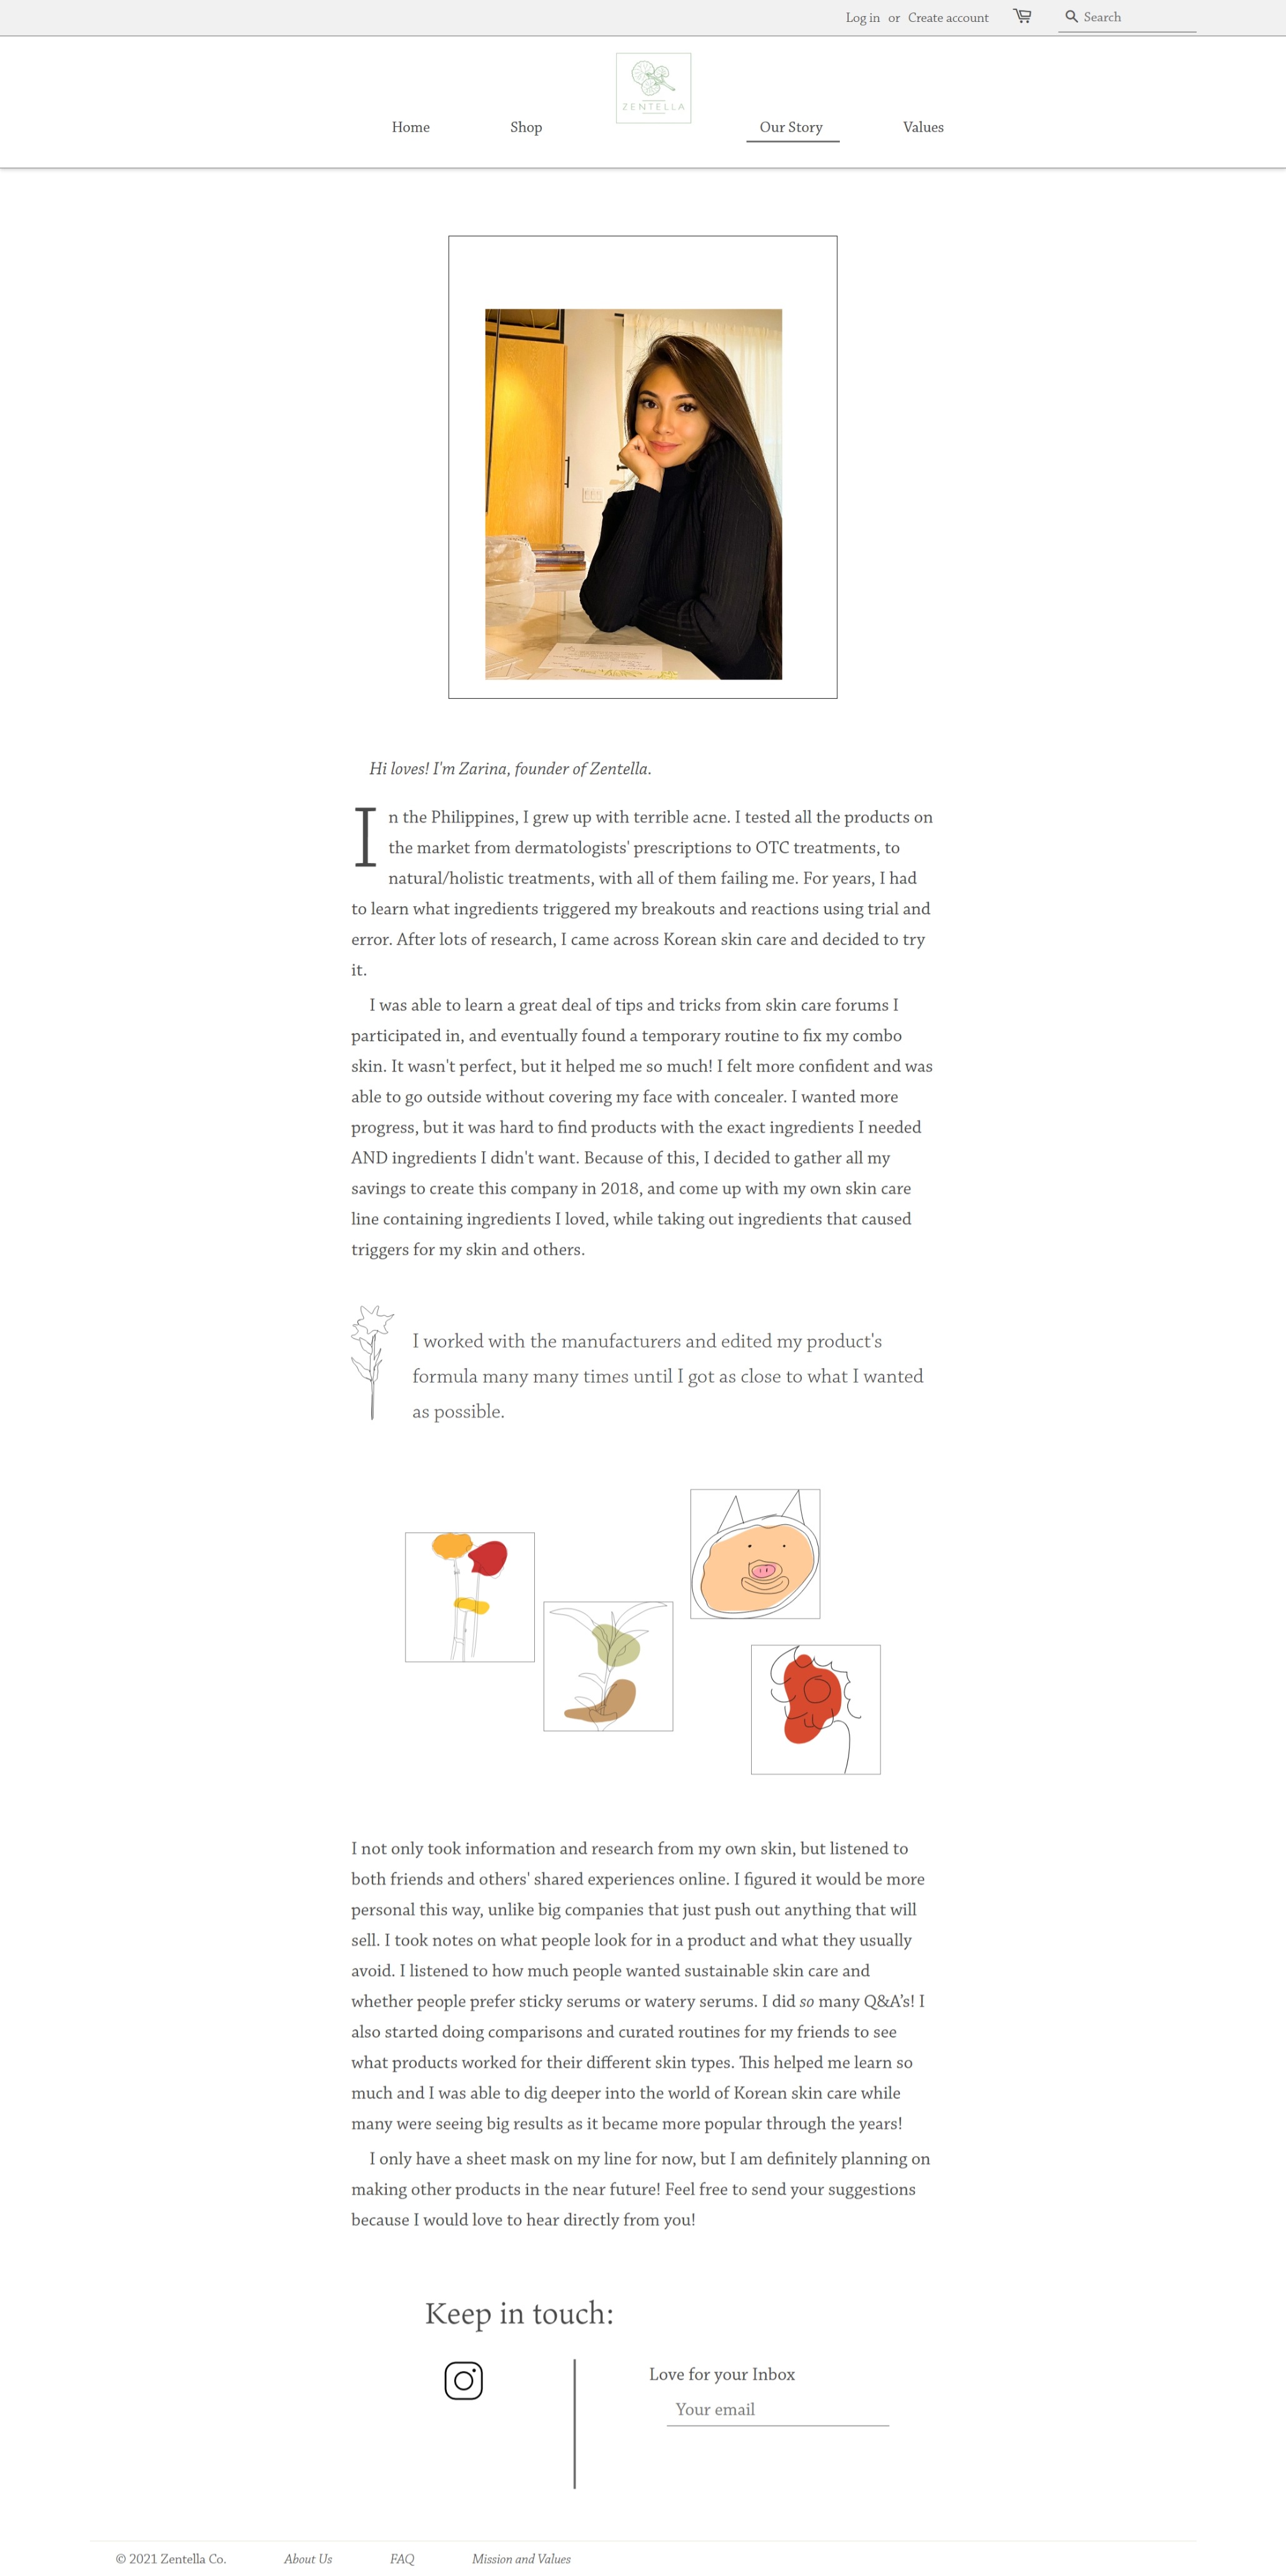 Log in or Create account Search
ZENTELLA
Home Shop Our Story Values
Hi loves! I'm Zarina, founder of Zentella.
In the Philippines, I grew up with terrible acne. I tested all the products on
the market from dermatologists' prescriptions to OTC treatments, to
natural/holistic treatments, with all of them failing me. For years, I had
to learn what ingredients triggered my breakouts and reactions using trial and
error. After lots of research, I came across Korean skin care and decided to try
it.
I was able to learn a great deal of tips and tricks from skin care forums I
participated in, and eventually found a temporary routine to fix my combo
skin. It wasn't perfect, but it helped me so much! I felt more confident and was
able to go outside without covering my face with concealer. I wanted more
progress, but it was hard to find products with the exact ingredients I needed
AND ingredients I didn't want. Because of this, I decided to gather all my
savings to create this company in 2018, and come up with my own skin care
line containing ingredients I loved, while taking out ingredients that caused
triggers for my skin and others.
I worked with the manufacturers and edited my product's
formula many many times until I got as close to what I wanted
as possible.
I not only took information and research from my own skin, but listened to
both friends and others' shared experiences online. I figured it would be more
personal this way, unlike big companies that just push out anything that will
sell. I took notes on what people look for in a product and what they usually
avoid. I listened to how much people wanted sustainable skin care and
whether people prefer sticky serums or watery serums. I did so many Q&A’s! I
also started doing comparisons and curated routines for my friends to see
what products worked for their different skin types. This helped me learn so
much and I was able to dig deeper into the world of Korean skin care while
many were seeing big results as it became more popular through the years!
I only have a sheet mask on my line for now, but I am definitely planning on
making other products in the near future! Feel free to send your suggestions
because I would love to hear directly from you!
Keep in touch:
Love for your Inbox
Your email
© 2021 Zentella Co. About Us FAQ Mission and Values